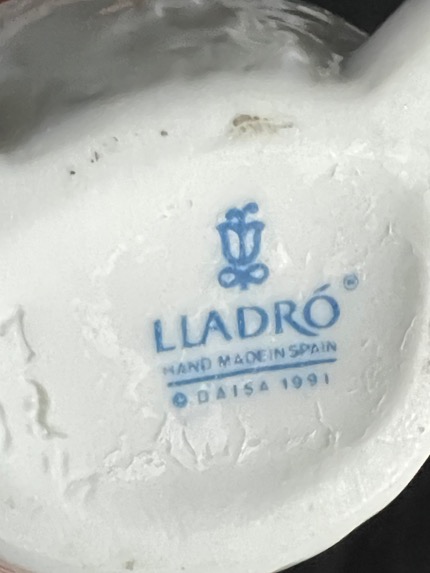 LLADRÓ ®
HAND MADE IN SPAIN
© DAISA 1991